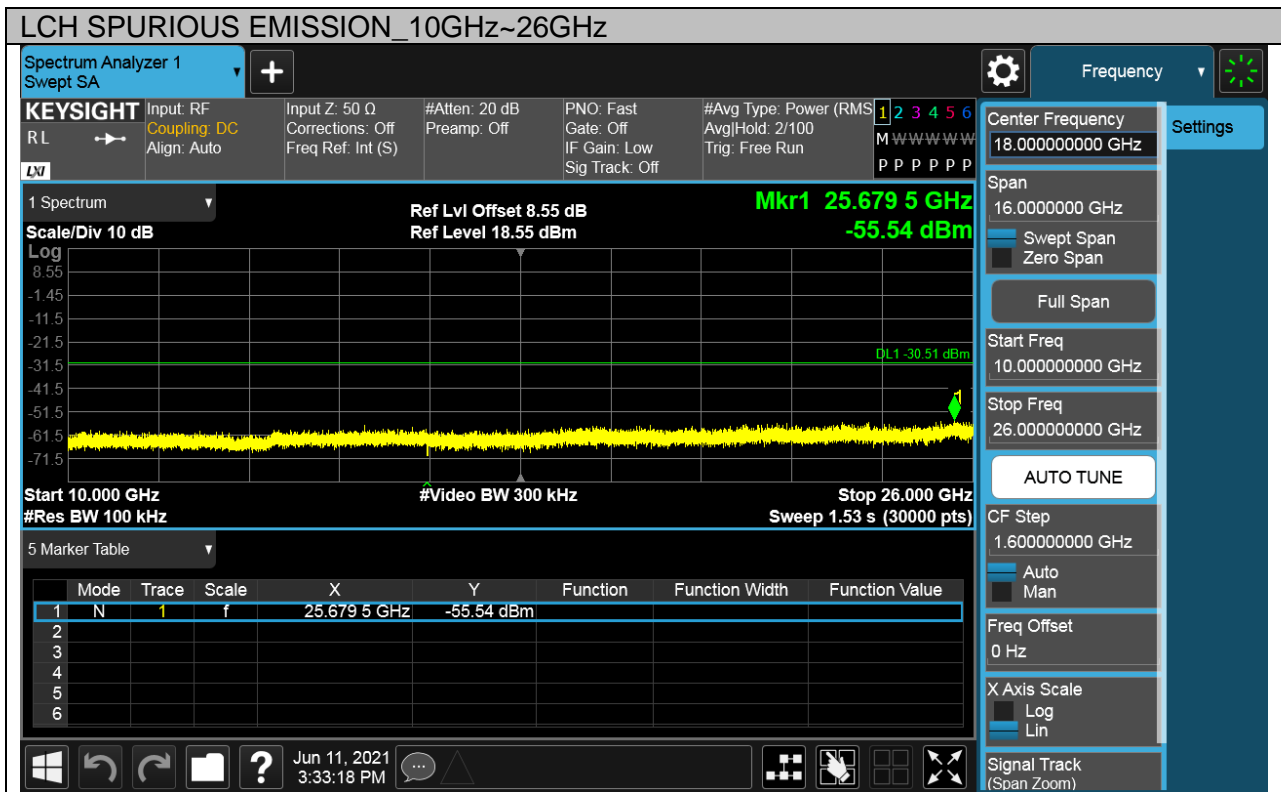 LCH SPURIOUS EMISSION_10GHz~26GHz
Spectrum Analyzer 1
Swept SA
+
Frequency
KEYSIGHT
RL
LXI
Input: RF
Coupling: DC
Align: Auto
Input Z: 50 Ω
Corrections: Off
Freq Ref: Int (S)
#Atten: 20 dB
Preamp: Off
PNO: Fast
Gate: Off
IF Gain: Low
Sig Track: Off
#Avg Type: Power (RMS
Avg|Hold: 2/100
Trig: Free Run
1 2 3 4 5 6
M W W W W W
P P P P P P
1 Spectrum
Scale/Div 10 dB
Ref Lvl Offset 8.55 dB
Ref Level 18.55 dBm
Mkr1 25.679 5 GHz
-55.54 dBm
Log
8.55
-1.45
-11.5
-21.5
-31.5
-41.5
-51.5
-61.5
-71.5
DL1 -30.51 dBm
1
Start 10.000 GHz
#Video BW 300 kHz
Stop 26.000 GHz
#Res BW 100 kHz
Sweep 1.53 s (30000 pts)
5 Marker Table
Mode Trace Scale X Y Function Function Width Function Value
1 N 1 f 25.679 5 GHz -55.54 dBm
2
3
4
5
6
?
Jun 11, 2021
3:33:18 PM
Center Frequency
18.000000000 GHz
Settings
Span
16.0000000 GHz
Swept Span
Zero Span
Full Span
Start Freq
10.000000000 GHz
Stop Freq
26.000000000 GHz
AUTO TUNE
CF Step
1.600000000 GHz
Auto
Man
Freq Offset
0 Hz
X Axis Scale
Log
Lin
Signal Track
(Span Zoom)